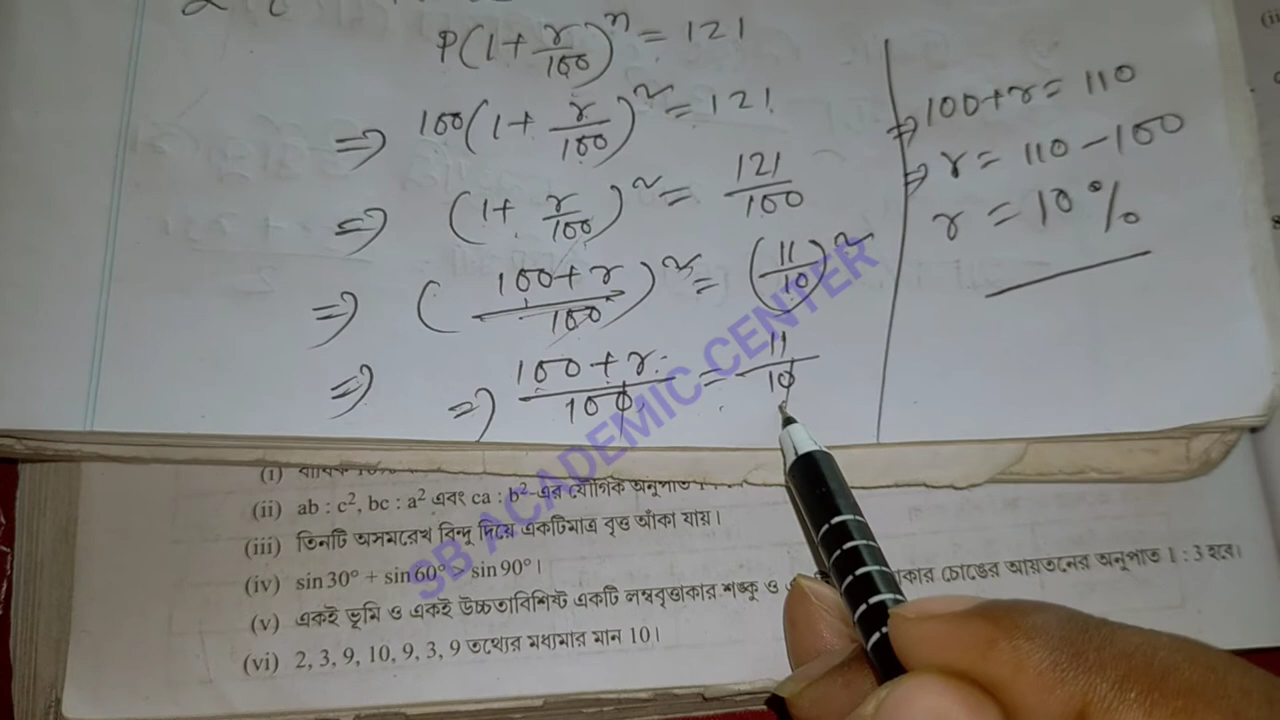 P(1 + r/100)^n = 121
⇒ 100(1 + r/100)^2 = 121
⇒ (1 + r/100)^2 = 121/100
⇒ (100 + r/100)^2 = (11/10)^2
⇒ ⇒ 100 + r/100 = 11/10
⇒ 100 + r = 110
⇒ r = 110 - 100
r = 10%
SB ACADEMIC CENTER
(i)
(ii) ab : c², bc : a² এবং ca : b²-এর যৌগিক অনুপাত
(iii) তিনটি অসমরেখ বিন্দু দিয়ে একটিমাত্র বৃত্ত আঁকা যায়।
(iv) sin 30° + sin 60° > sin 90°।
(v) একই ভূমি ও একই উচ্চতাবিশিষ্ট একটি লম্ববৃত্তাকার শঙ্কু ও চোঙের আয়তনের অনুপাত 1 : 3 হবে।
(vi) 2, 3, 9, 10, 9, 3, 9 তথ্যের মধ্যমার মান 10।
(ii